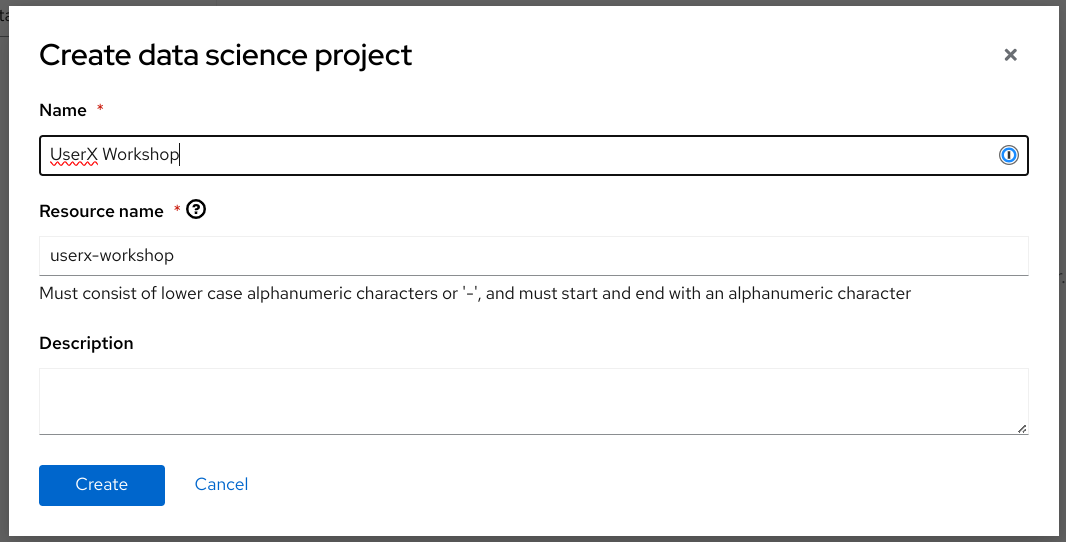 Create data science project
Name *
UserX Workshop
Resource name *
userx-workshop
Must consist of lower case alphanumeric characters or '-', and must start and end with an alphanumeric character
Description
Create Cancel